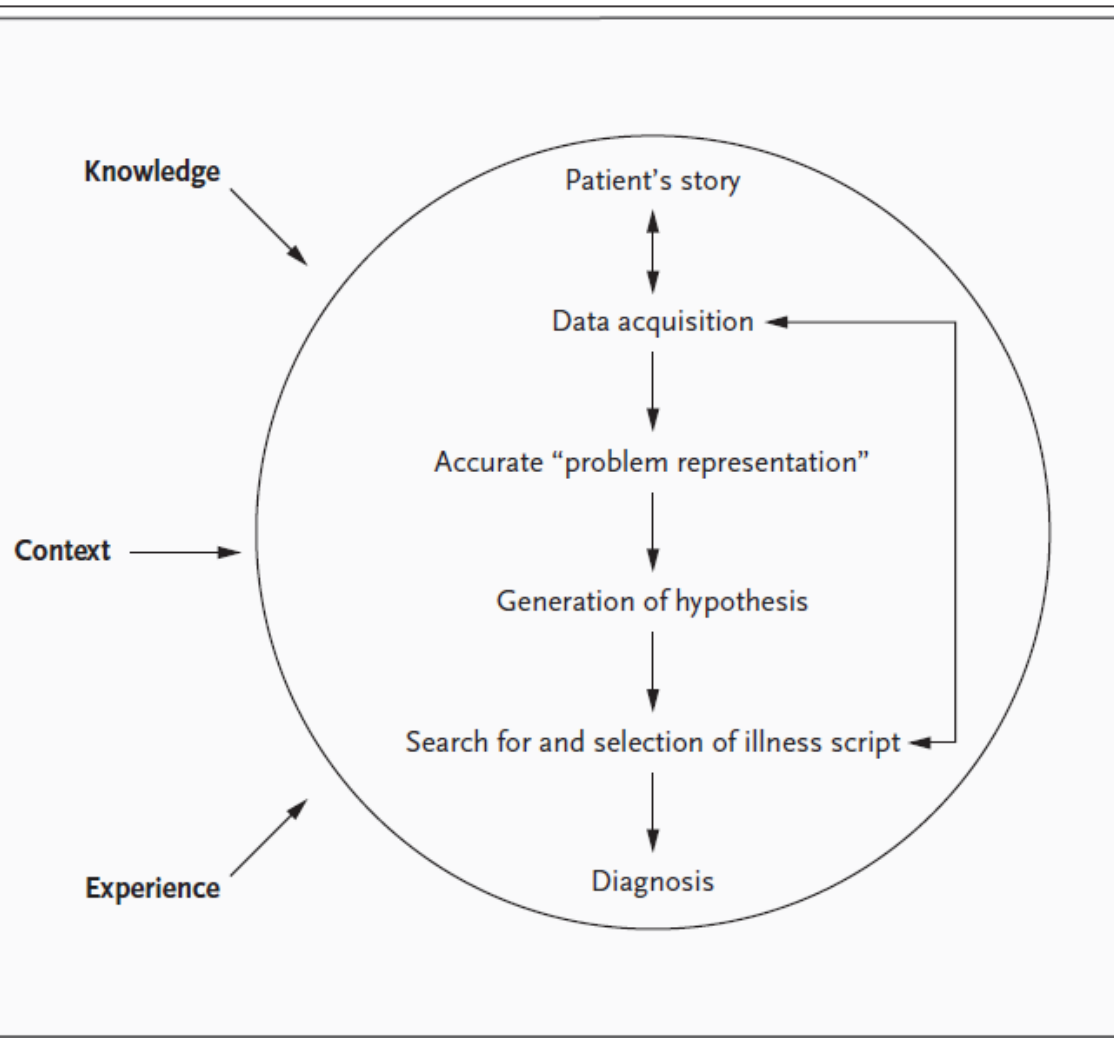 Knowledge
Patient’s story
Data acquisition
Accurate “problem representation”
Context
Generation of hypothesis
Search for and selection of illness script
Experience
Diagnosis